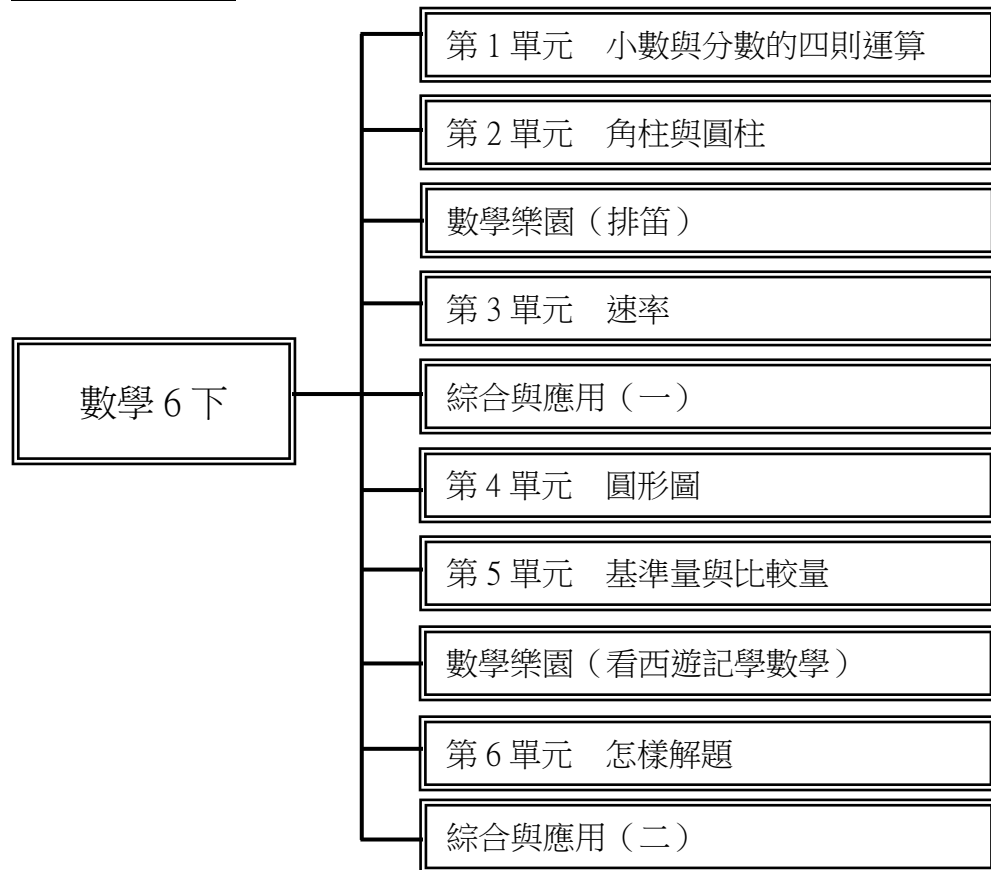 第 1 單元　小數與分數的四則運算
第 2 單元　角柱與圓柱
數學樂園（排笛）
第 3 單元　速率
數學 6 下
綜合與應用（一）
第 4 單元　圓形圖
第 5 單元　基準量與比較量
數學樂園（看西遊記學數學）
第 6 單元　怎樣解題
綜合與應用（二）